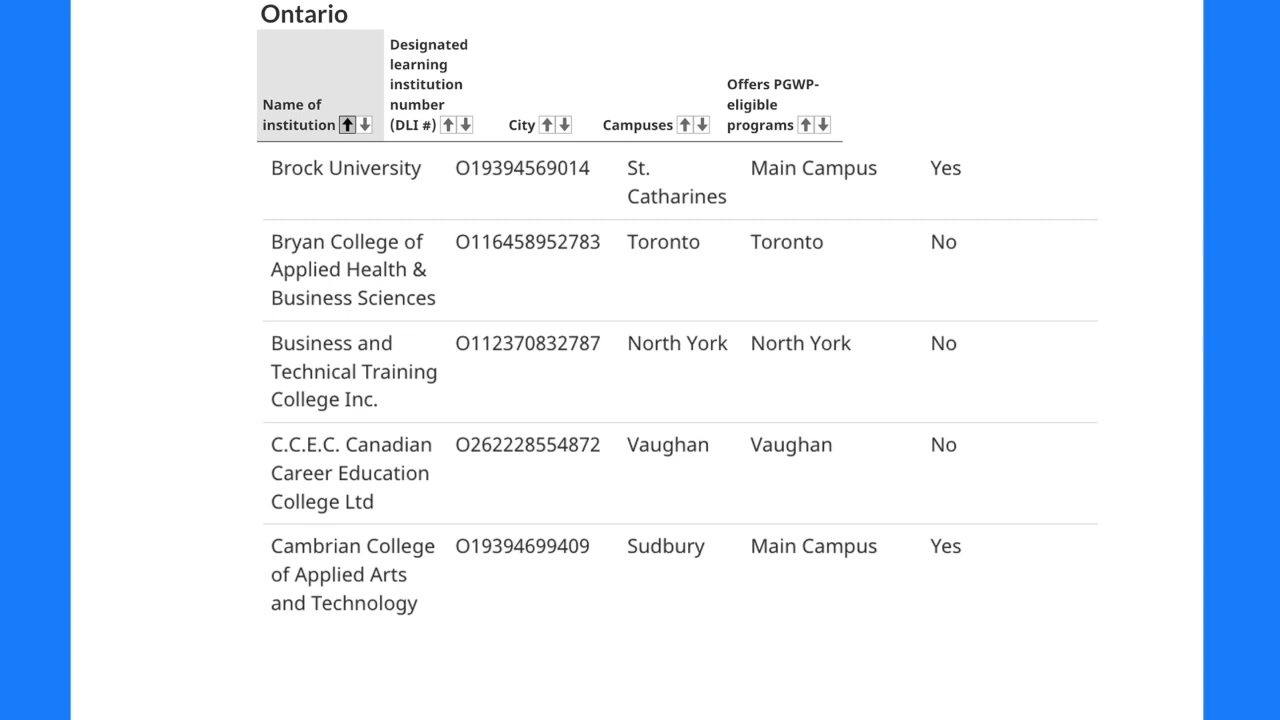 Ontario
Name of institution
Designated learning institution number (DLI #)
City
Campuses
Offers PGWP-eligible programs
Brock University O19394569014 St. Catharines Main Campus Yes
Bryan College of Applied Health & Business Sciences O116458952783 Toronto Toronto No
Business and Technical Training College Inc. O112370832787 North York North York No
C.C.E.C. Canadian Career Education College Ltd O262228554872 Vaughan Vaughan No
Cambrian College of Applied Arts and Technology O19394699409 Sudbury Main Campus Yes